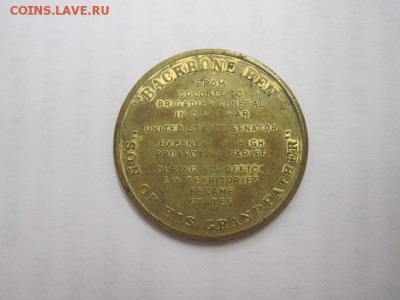 COINS.ЛАВЕ.RU
"BACKBONE BEN"
FROM
COLONEL TO
BRIGADIER GENERAL
IN CIVIL WAR
UNITED STATES SENATOR
EXPONENT OF HIGH
PROTECTIVE TARIFF
DURING HIS OFFICE
SIX TERRITORIES
BECAME
STATES
"SON OF HIS GRANDFATHER"